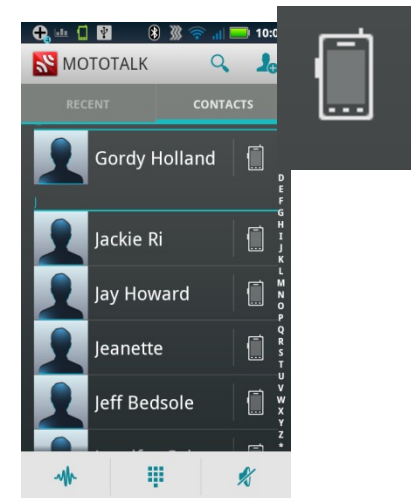 10:0
MOTOTALK
RECENT
CONTACTS
Gordy Holland
J
Jackie Ri
Jay Howard
Jeanette
Jeff Bedsole
D
E
F
G
H
I
J
K
L
M
N
O
P
Q
R
S
T
U
V
W
X
Y
Z
*